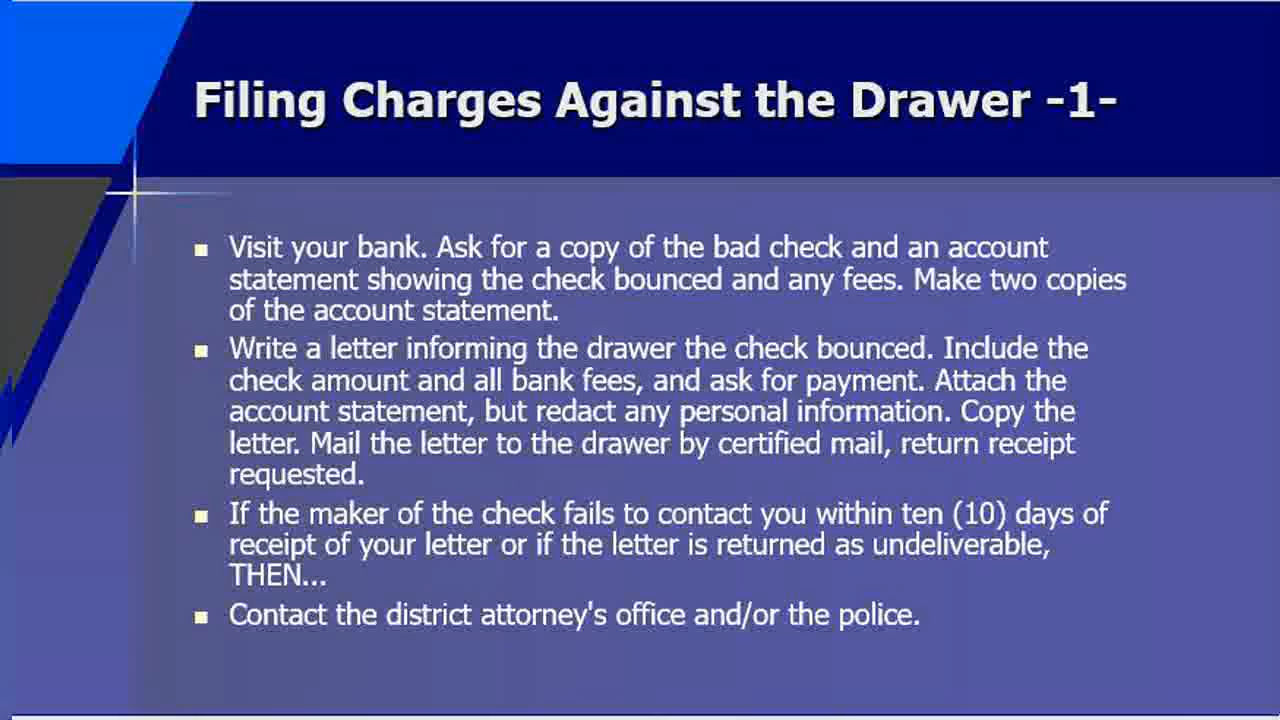 Filing Charges Against the Drawer -1-
Visit your bank. Ask for a copy of the bad check and an account
statement showing the check bounced and any fees. Make two copies
of the account statement.
Write a letter informing the drawer the check bounced. Include the
check amount and all bank fees, and ask for payment. Attach the
account statement, but redact any personal information. Copy the
letter. Mail the letter to the drawer by certified mail, return receipt
requested.
If the maker of the check fails to contact you within ten (10) days of
receipt of your letter or if the letter is returned as undeliverable,
THEN...
Contact the district attorney's office and/or the police.